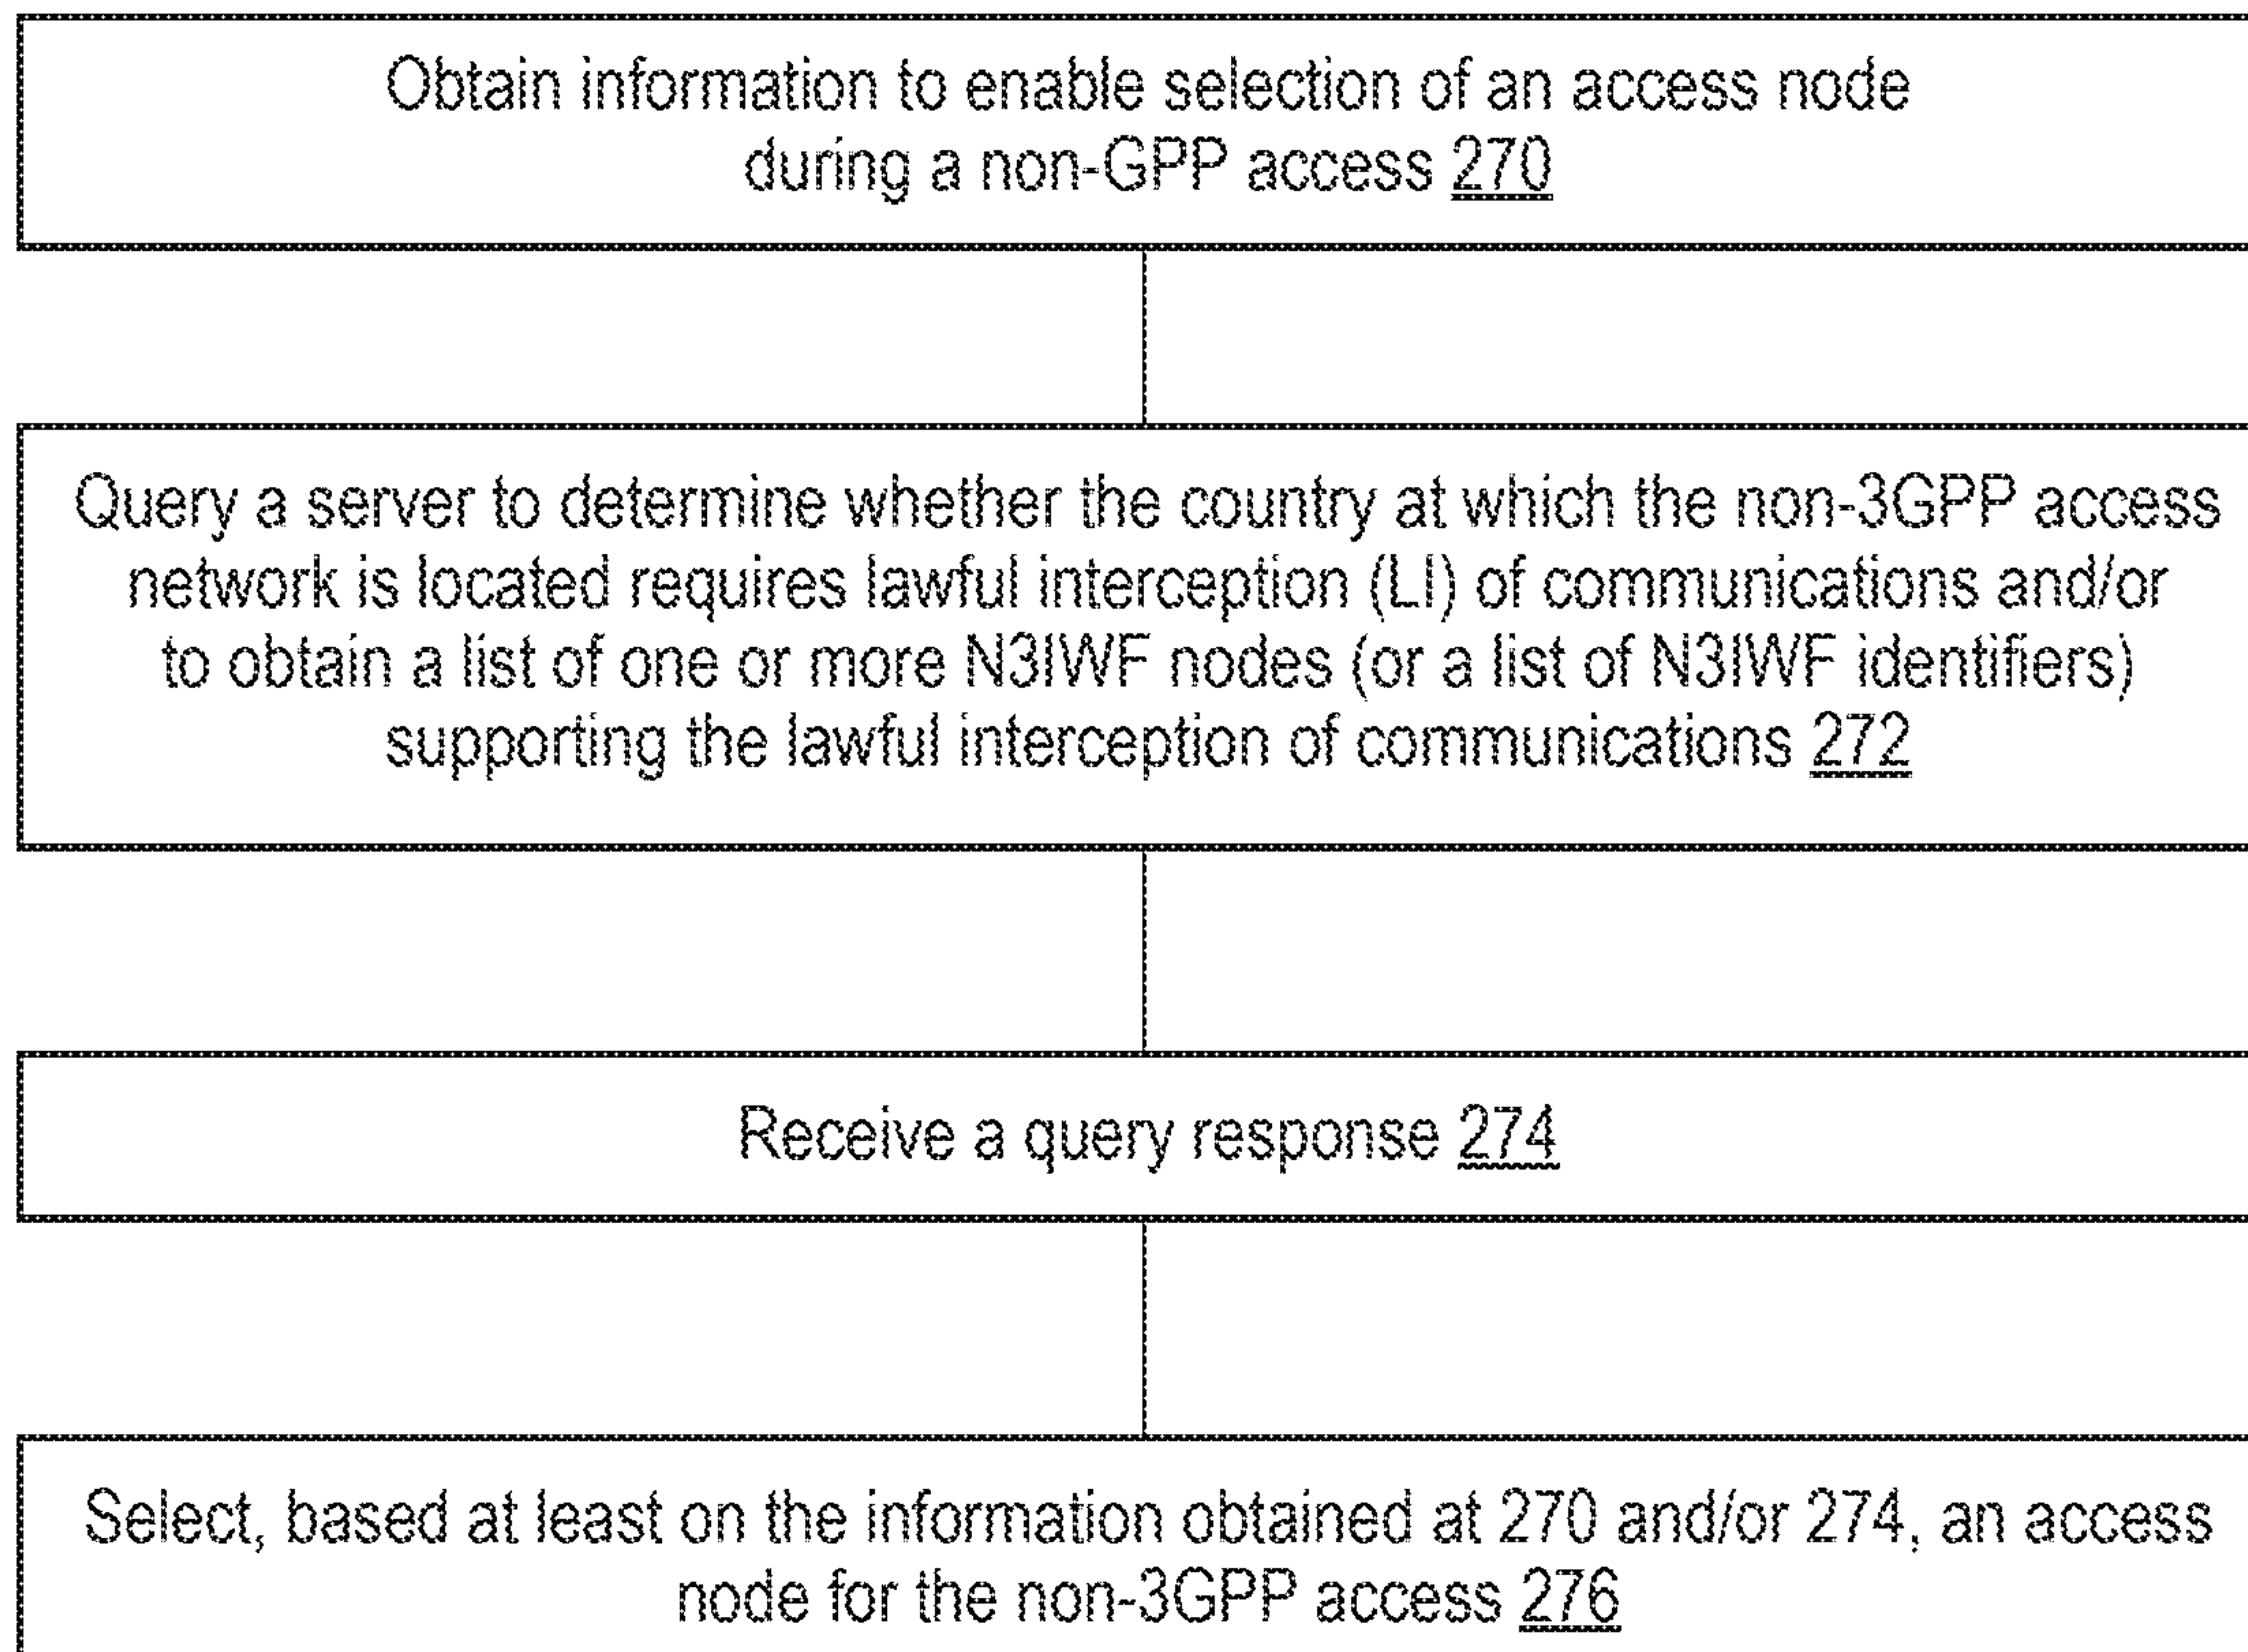 Obtain information to enable selection of an access node
during a non-GPP access 270
Query a server to determine whether the country at which the non-3GPP access
network is located requires lawful interception (LI) of communications and/or
to obtain a list of one or more N3IWF nodes (or a list of N3IWF identifiers)
supporting the lawful interception of communications 272
Receive a query response 274
Select, based at least on the information obtained at 270 and/or 274, an access
node for the non-3GPP access 276